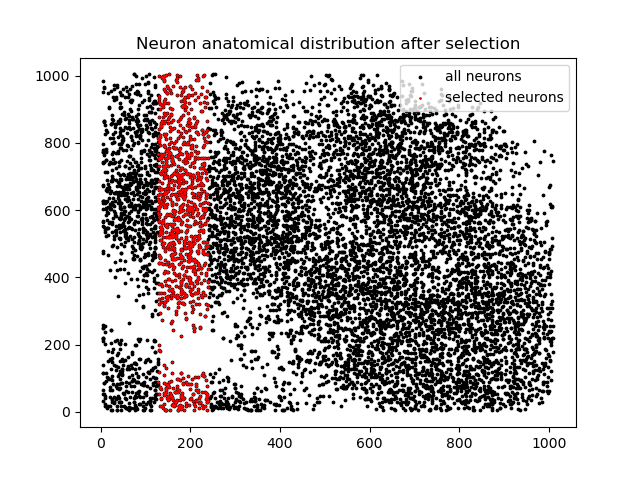 Neuron anatomical distribution after selection
all neurons
selected neurons
1000
800
600
400
200
0
0 200 400 600 800 1000